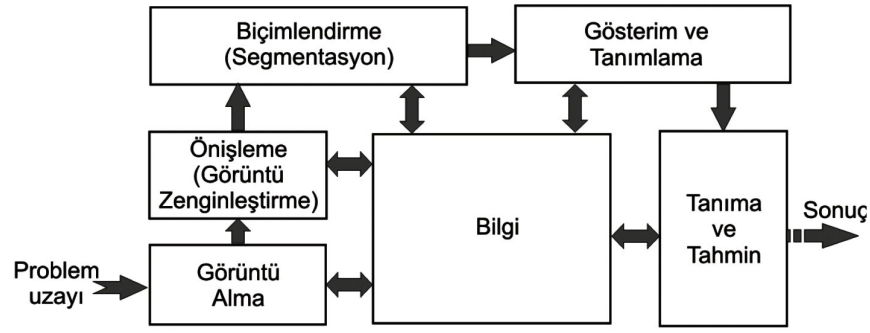 Biçimlendirme
(Segmentasyon)
Gösterim ve
Tanımlama
Önişleme
(Görüntü
Zenginleştirme)
Bilgi
Tanıma
ve
Tahmin
Sonuç
Problem
uzayı
Görüntü
Alma